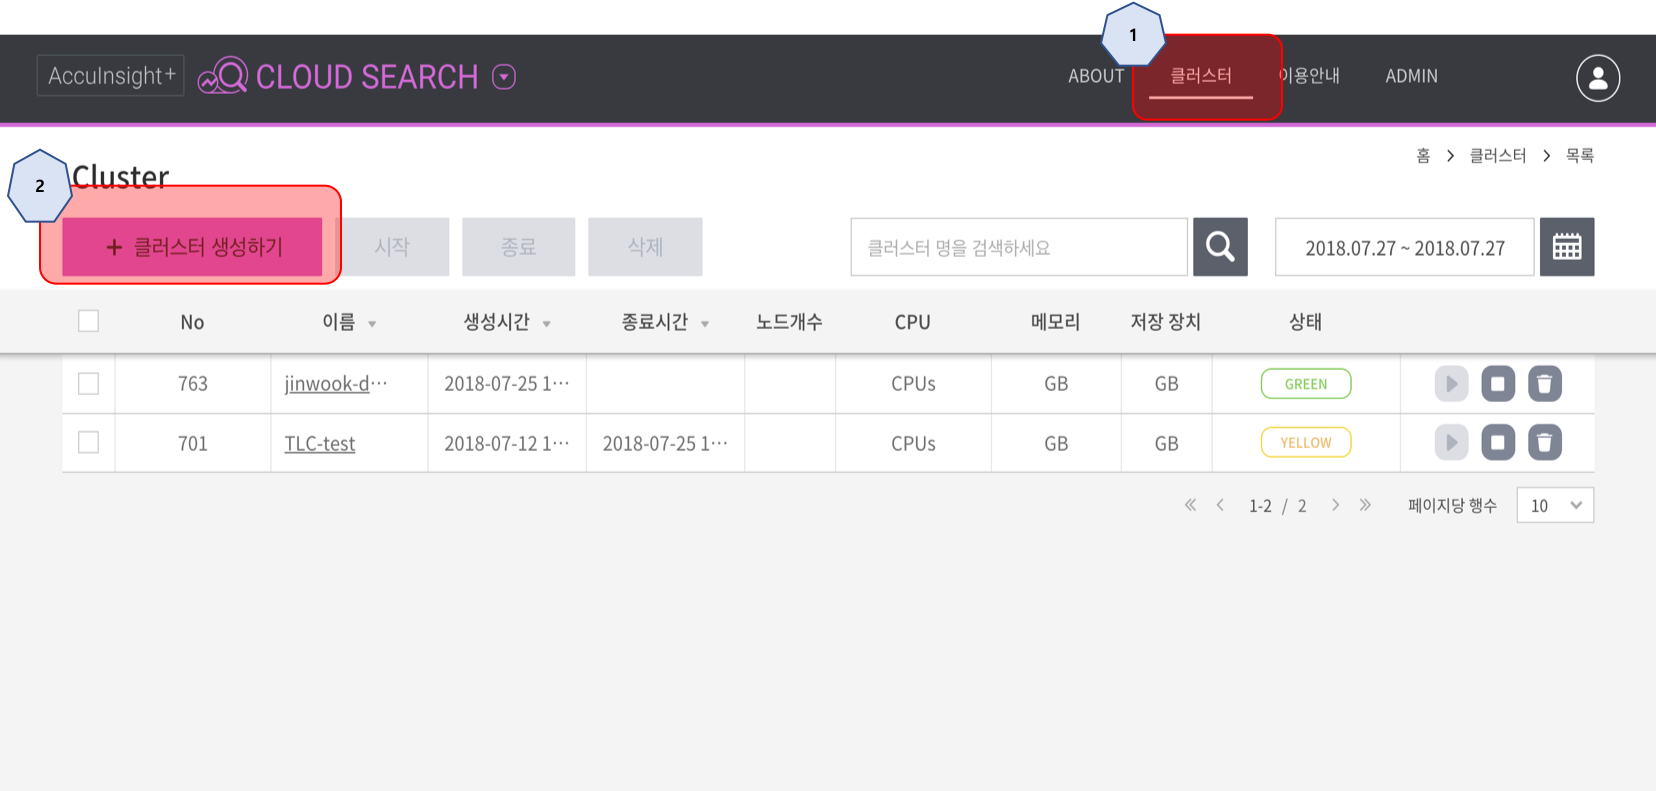 1
AccuInsight+ CLOUD SEARCH ABOUT 클러스터 이용안내 ADMIN
홈 > 클러스터 > 목록
2
Cluster
+ 클러스터 생성하기 시작 종료 삭제 클러스터 명을 검색하세요 2018.07.27 ~ 2018.07.27
No 이름 생성시간 종료시간 노드개수 CPU 메모리 저장 장치 상태
763 jinwook-d··· 2018-07-25 1··· CPUs GB GB GREEN
701 TLC-test 2018-07-12 1··· 2018-07-25 1··· CPUs GB GB YELLOW
« < 1-2 / 2 > » 페이지당 행수 10